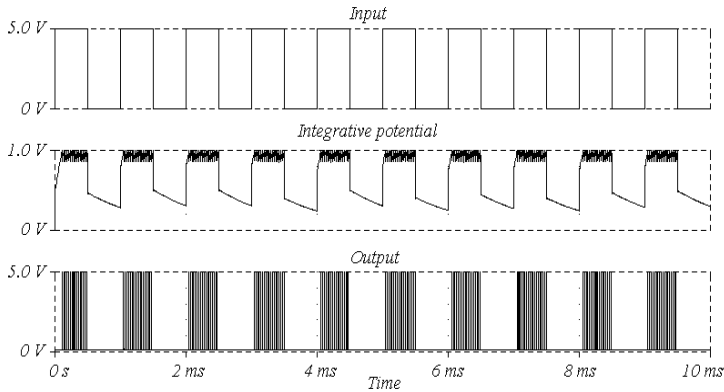 Input
5.0 V
0 V
Integrative potential
1.0 V
0 V
Output
5.0 V
0 V
0 s 2 ms 4 ms 6 ms 8 ms 10 ms
Time